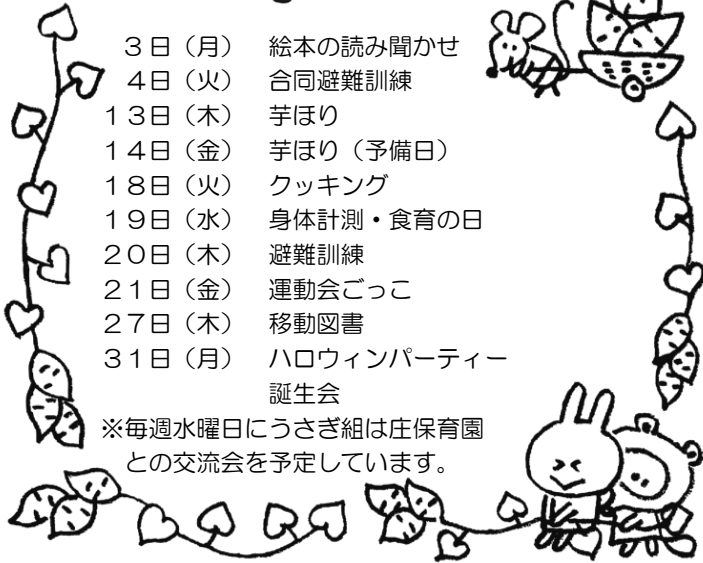 ３日（月）　絵本の読み聞かせ
４日（火）　合同避難訓練
１３日（木）　芋ほり
１４日（金）　芋ほり（予備日）
１８日（火）　クッキング
１９日（水）　身体計測・食育の日
２０日（木）　避難訓練
２１日（金）　運動会ごっこ
２７日（木）　移動図書
３１日（月）　ハロウィンパーティー
誕生会
※毎週水曜日にうさぎ組は庄保育園
との交流会を予定しています。